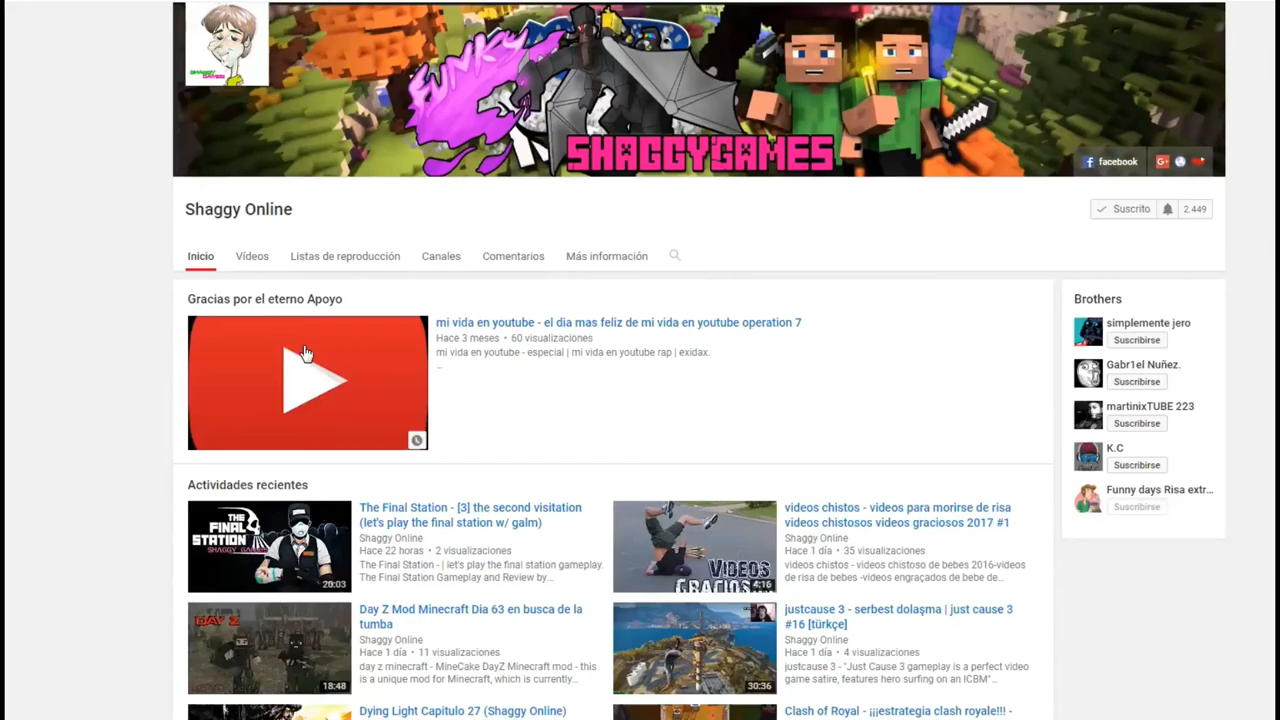 SHAGGY
GAMES
SHAGGYGAMES
facebook
Shaggy Online
Suscrito
2.449
Inicio
Vídeos
Listas de reproducción
Canales
Comentarios
Más información
Gracias por el eterno Apoyo
mi vida en youtube - el dia mas feliz de mi vida en youtube operation 7
Hace 3 meses • 60 visualizaciones
mi vida en youtube - especial | mi vida en youtube rap | exidax.
...
Brothers
simplemente jero
Suscribirse
Gabr1el Nuñez.
Suscribirse
martinixTUBE 223
Suscribirse
K.C
Suscribirse
Funny days Risa extr...
Suscribirse
Actividades recientes
THE
FINAL
STATION
SHAGGY GAMES
20:03
The Final Station - [3] the second visitation
(let's play the final station w/ galm)
Shaggy Online
Hace 22 horas • 2 visualizaciones
The Final Station - | let's play the final station gameplay.
The Final Station Gameplay and Review by...
VIDEOS
GRACIOS
4:16
videos chistos - videos para morirse de risa
videos chistosos videos graciosos 2017 #1
Shaggy Online
Hace 1 día • 35 visualizaciones
videos chistos - videos chistosos de bebes 2016-videos
de risa de bebes -videos engraçados de bebe de...
DAY Z
18:48
Day Z Mod Minecraft Dia 63 en busca de la
tumba
Shaggy Online
Hace 1 día • 11 visualizaciones
day z minecraft - MineCake DayZ Minecraft mod - this
is a unique mod for Minecraft, which is currently...
30:36
justcause 3 - serbest dolaşma | just cause 3
#16 [türkçe]
Shaggy Online
Hace 1 día • 4 visualizaciones
justcause 3 - "Just Cause 3 gameplay is a perfect video
game satire, features hero surfing on an ICBM"...
Dying Light Capitulo 27 (Shaggy Online)
Clash of Royal - ¡¡¡estrategia clash royale!!! -